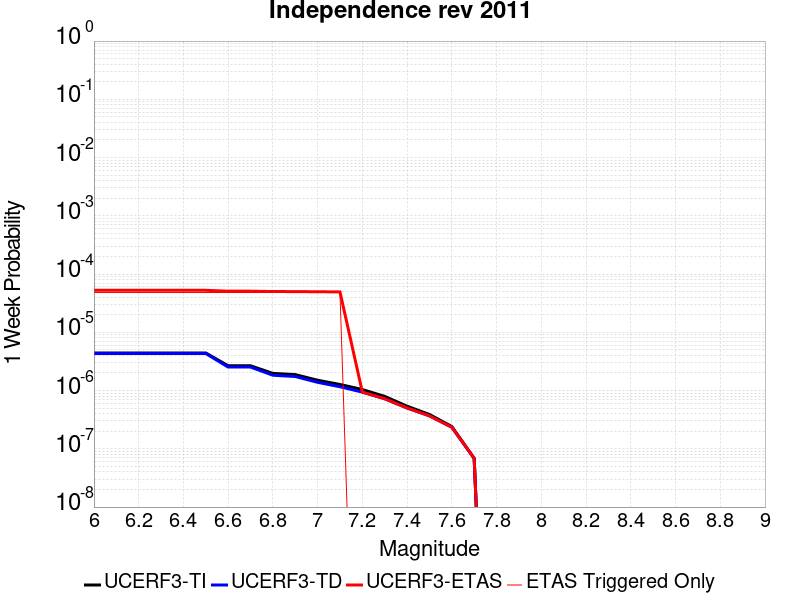 Independence rev 2011
10^0
10^-1
10^-2
10^-3
10^-4
10^-5
10^-6
10^-7
10^-8
1 Week Probability
6 6.2 6.4 6.6 6.8 7 7.2 7.4 7.6 7.8 8 8.2 8.4 8.6 8.8 9
Magnitude
UCERF3-TI UCERF3-TD UCERF3-ETAS ETAS Triggered Only